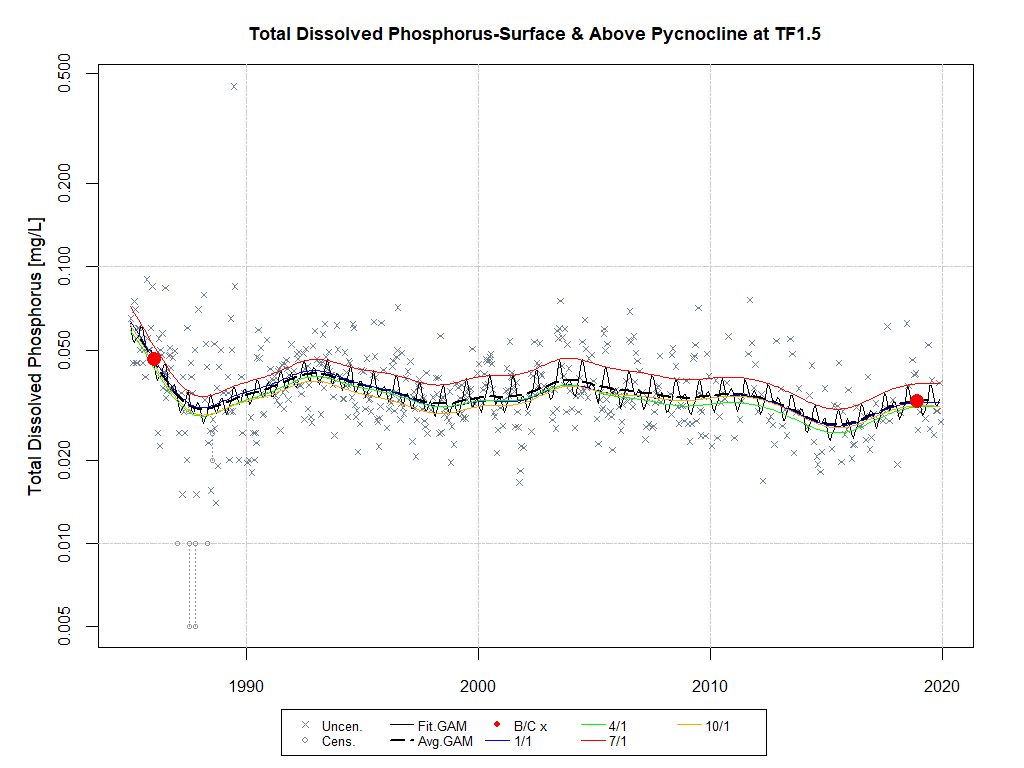 Total Dissolved Phosphorus-Surface & Above Pycnocline at TF1.5
Total Dissolved Phosphorus [mg/L]
0.500
0.200
0.100
0.050
0.020
0.010
0.005
1990 2000 2010 2020
Uncen. Fit.GAM B/C x 4/1 10/1
Cens. Avg.GAM 1/1 7/1